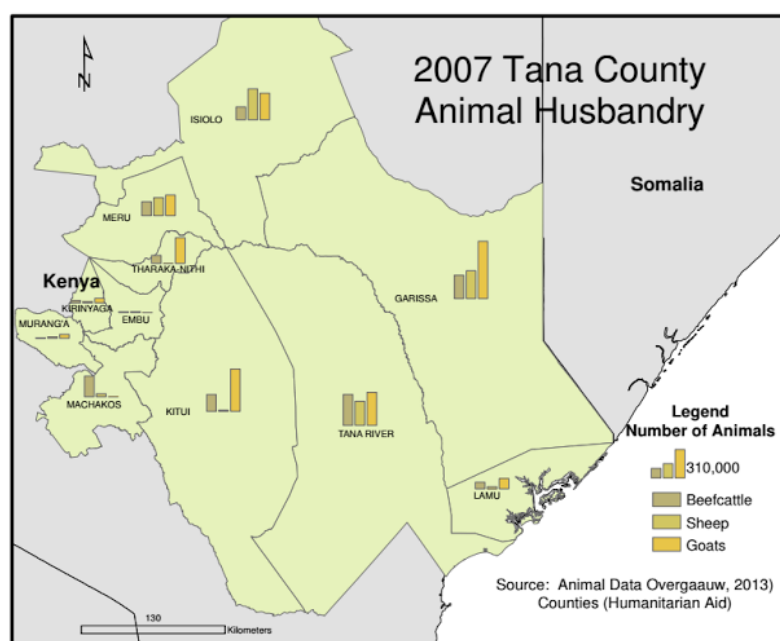 N
2007 Tana County
Animal Husbandry
ISIOLO
Somalia
MERU
THARAKA-NITHI
Kenya
KIRINYAGA
GARISSA
MURANG'A
EMBU
MACHAKOS
KITUI
TANA RIVER
LAMU
Legend
Number of Animals
310,000
Beefcattle
Sheep
Goats
Source: Animal Data Overgaauw, 2013)
Counties (Humanitarian Aid)
130
Kilometers